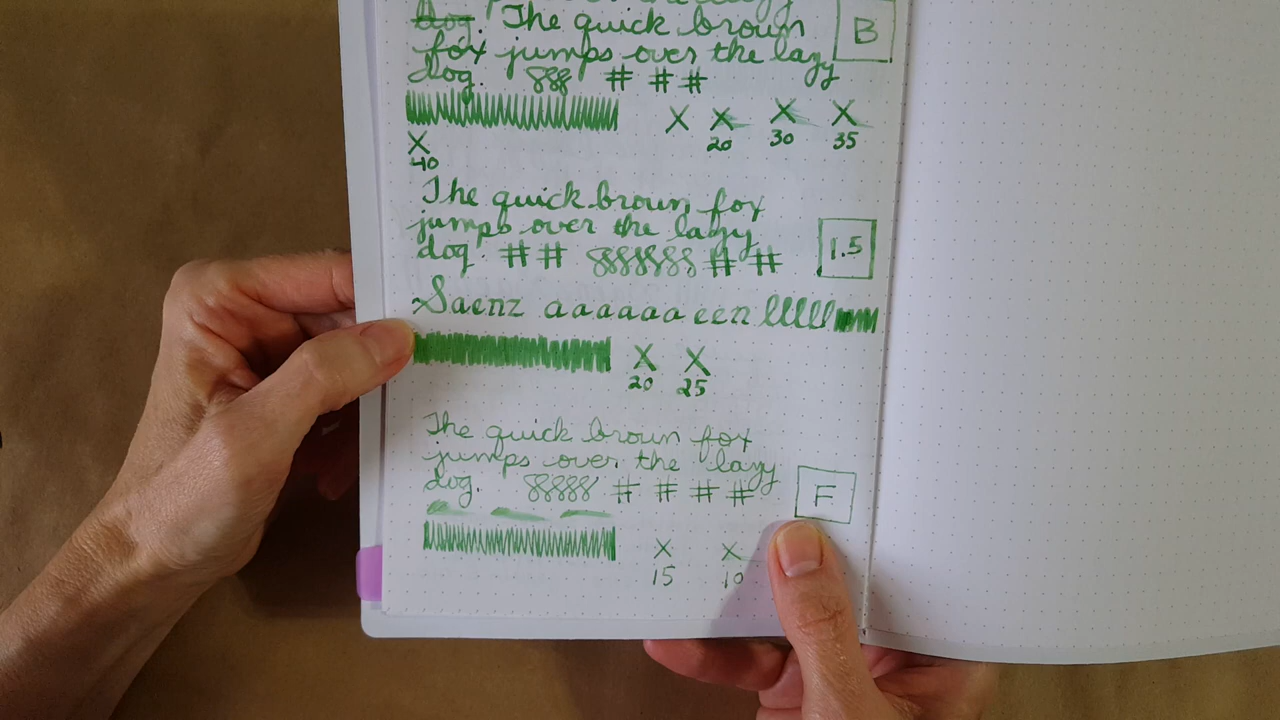 dog. The quick brown
fox jumps over the lazy
dog. 888 # # #
B
X X X X
20 30 35
X
40
The quick brown fox
jumps over the lazy
dog. # # 8888888 # #
1.5
Saenz aaaaaa een lllll
X X
20 25
The quick brown fox
jumps over the lazy
dog. 88888 # # # #
F
X X
15 10